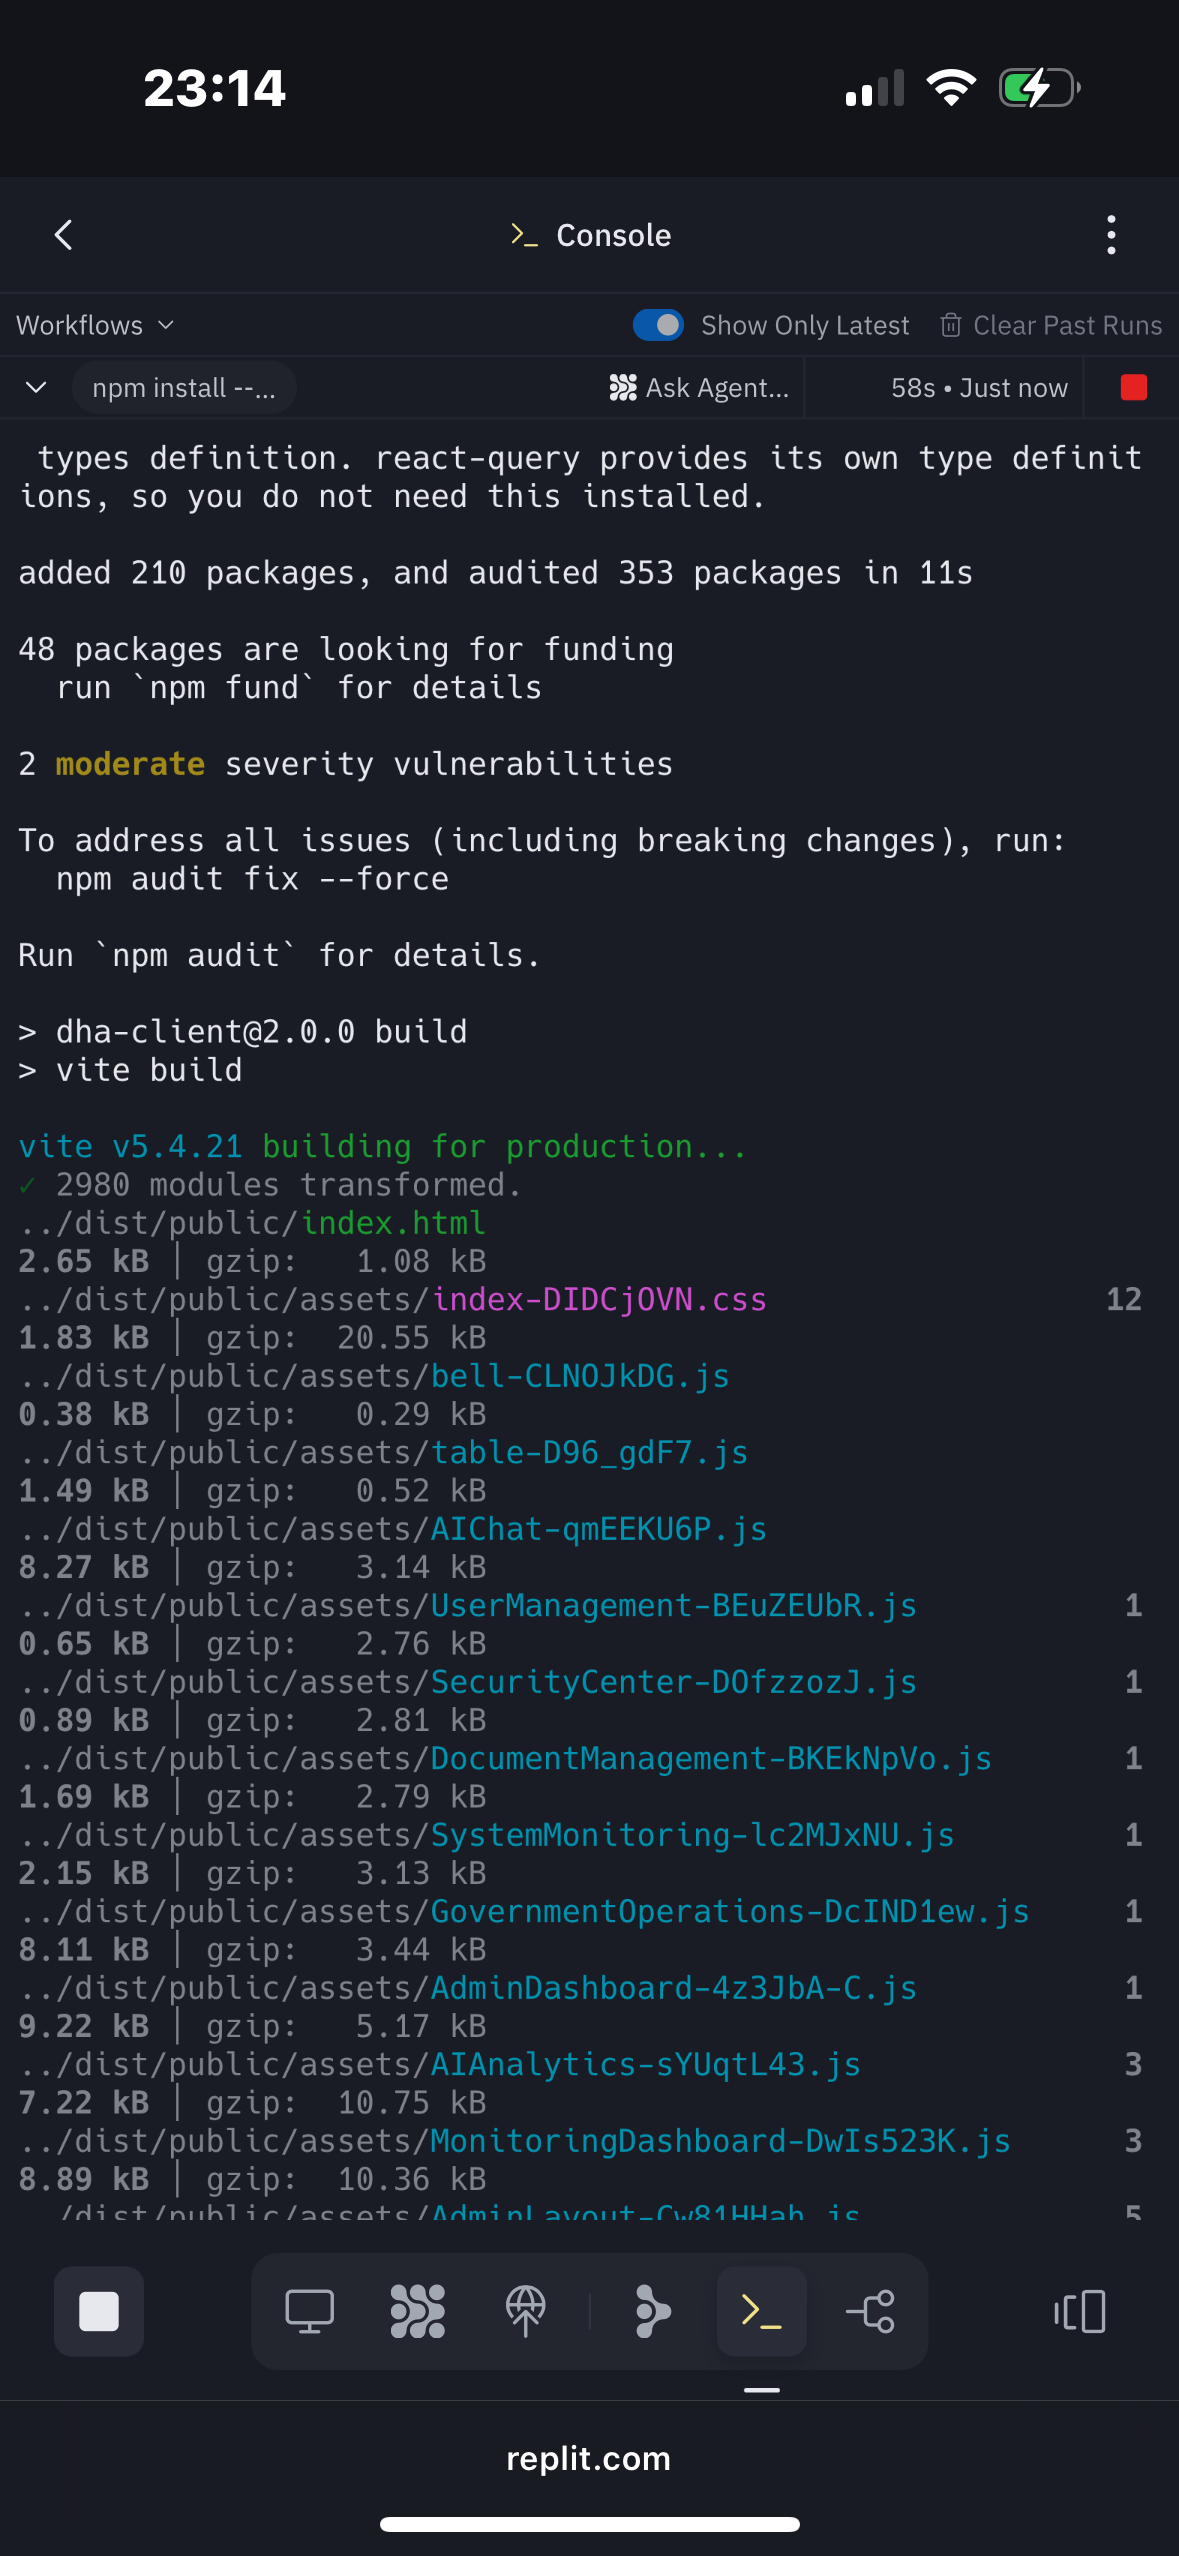 23:14
Console
Workflows
Show Only Latest
Clear Past Runs
npm install --...
Ask Agent...
58s • Just now
types definition. react-query provides its own type definit
ions, so you do not need this installed.
added 210 packages, and audited 353 packages in 11s
48 packages are looking for funding
run `npm fund` for details
2 moderate severity vulnerabilities
To address all issues (including breaking changes), run:
npm audit fix --force
Run `npm audit` for details.
> dha-client@2.0.0 build
> vite build
vite v5.4.21 building for production...
✓ 2980 modules transformed.
../dist/public/index.html
2.65 kB │ gzip:   1.08 kB
../dist/public/assets/index-DIDCjOVN.css 12
1.83 kB │ gzip:  20.55 kB
../dist/public/assets/bell-CLNOJkDG.js
0.38 kB │ gzip:   0.29 kB
../dist/public/assets/table-D96_gdF7.js
1.49 kB │ gzip:   0.52 kB
../dist/public/assets/AIChat-qmEEKU6P.js
8.27 kB │ gzip:   3.14 kB
../dist/public/assets/UserManagement-BEuZEUbR.js 1
0.65 kB │ gzip:   2.76 kB
../dist/public/assets/SecurityCenter-DOfzzozJ.js 1
0.89 kB │ gzip:   2.81 kB
../dist/public/assets/DocumentManagement-BKEkNpVo.js 1
1.69 kB │ gzip:   2.79 kB
../dist/public/assets/SystemMonitoring-lc2MJxNU.js 1
2.15 kB │ gzip:   3.13 kB
../dist/public/assets/GovernmentOperations-DcIND1ew.js 1
8.11 kB │ gzip:   3.44 kB
../dist/public/assets/AdminDashboard-4z3JbA-C.js 1
9.22 kB │ gzip:   5.17 kB
../dist/public/assets/AIAnalytics-sYUqtL43.js 3
7.22 kB │ gzip:  10.75 kB
../dist/public/assets/MonitoringDashboard-DwIs523K.js 3
8.89 kB │ gzip:  10.36 kB
../dist/public/assets/AdminLayout-Cw81HHah.js 5
replit.com